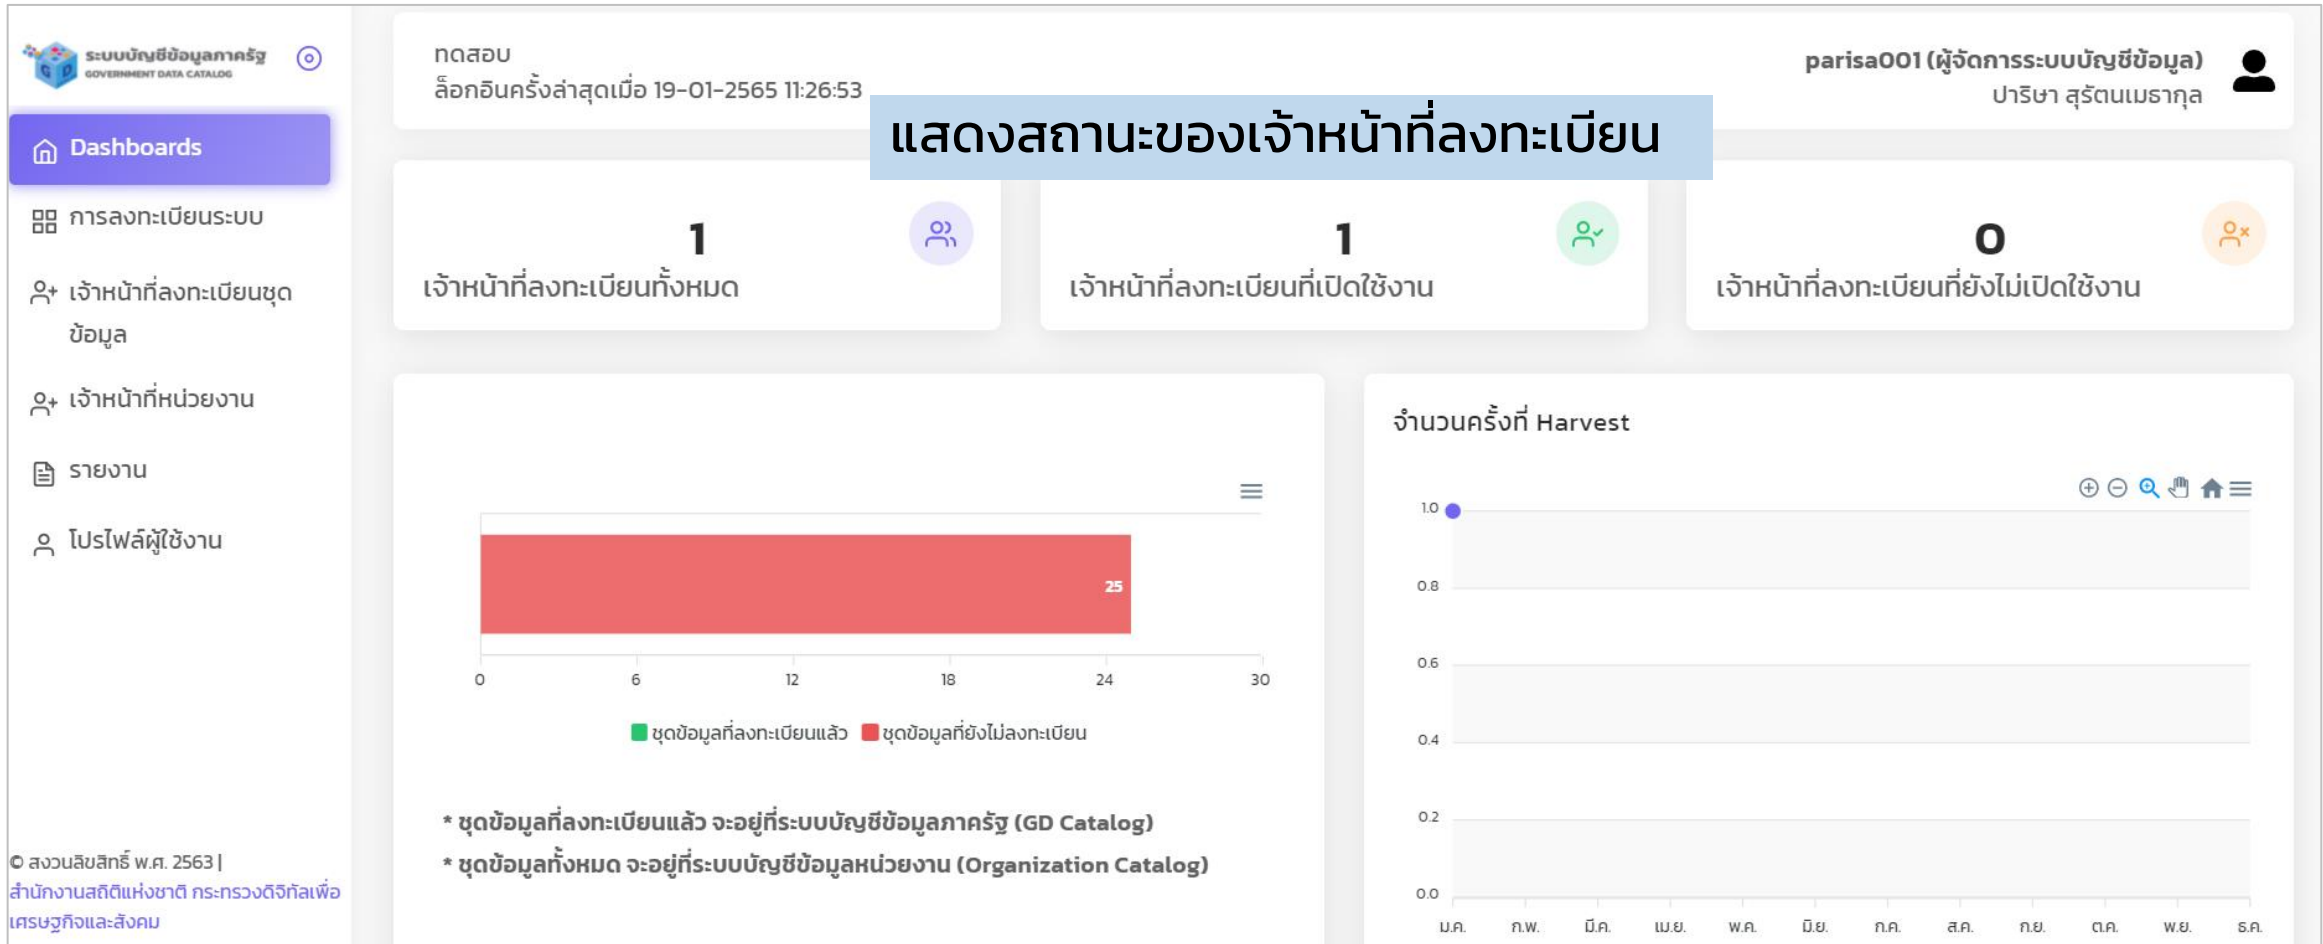 ระบบบัญชีข้อมูลภาครัฐ
GOVERNMENT DATA CATALOG
Dashboards
การลงทะเบียนระบบ
เจ้าหน้าที่ลงทะเบียนชุด
ข้อมูล
เจ้าหน้าที่หน่วยงาน
รายงาน
โปรไฟล์ผู้ใช้งาน
© สงวนลิขสิทธิ์ พ.ศ. 2563 |
สำนักงานสถิติแห่งชาติ กระทรวงดิจิทัลเพื่อ
เศรษฐกิจและสังคม
ทดสอบ
ล็อกอินครั้งล่าสุดเมื่อ 19-01-2565 11:26:53
parisa001 (ผู้จัดการระบบบัญชีข้อมูล)
ปาริษา สุรัตนเมธากุล
แสดงสถานะของเจ้าหน้าที่ลงทะเบียน
1
เจ้าหน้าที่ลงทะเบียนทั้งหมด
1
เจ้าหน้าที่ลงทะเบียนที่เปิดใช้งาน
0
เจ้าหน้าที่ลงทะเบียนที่ยังไม่เปิดใช้งาน
25
0 6 12 18 24 30
ชุดข้อมูลที่ลงทะเบียนแล้ว ชุดข้อมูลที่ยังไม่ลงทะเบียน
* ชุดข้อมูลที่ลงทะเบียนแล้ว จะอยู่ที่ระบบบัญชีข้อมูลภาครัฐ (GD Catalog)
* ชุดข้อมูลทั้งหมด จะอยู่ที่ระบบบัญชีข้อมูลหน่วยงาน (Organization Catalog)
จำนวนครั้งที่ Harvest
1.0
0.8
0.6
0.4
0.2
0.0
ม.ค. ก.พ. มี.ค. เม.ย. พ.ค. มิ.ย. ก.ค. ส.ค. ก.ย. ต.ค. พ.ย. ธ.ค.